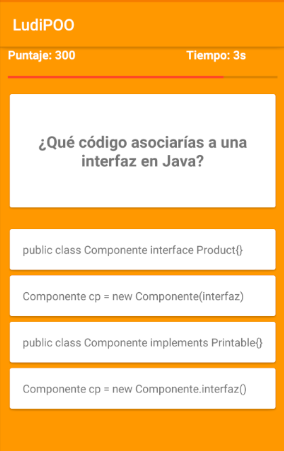 LudiPOO
Puntaje: 300 Tiempo: 3s
¿Qué código asociarías a una
interfaz en Java?
public class Componente interface Product{}
Componente cp = new Componente(interfaz)
public class Componente implements Printable{}
Componente cp = new Componente.interfaz()